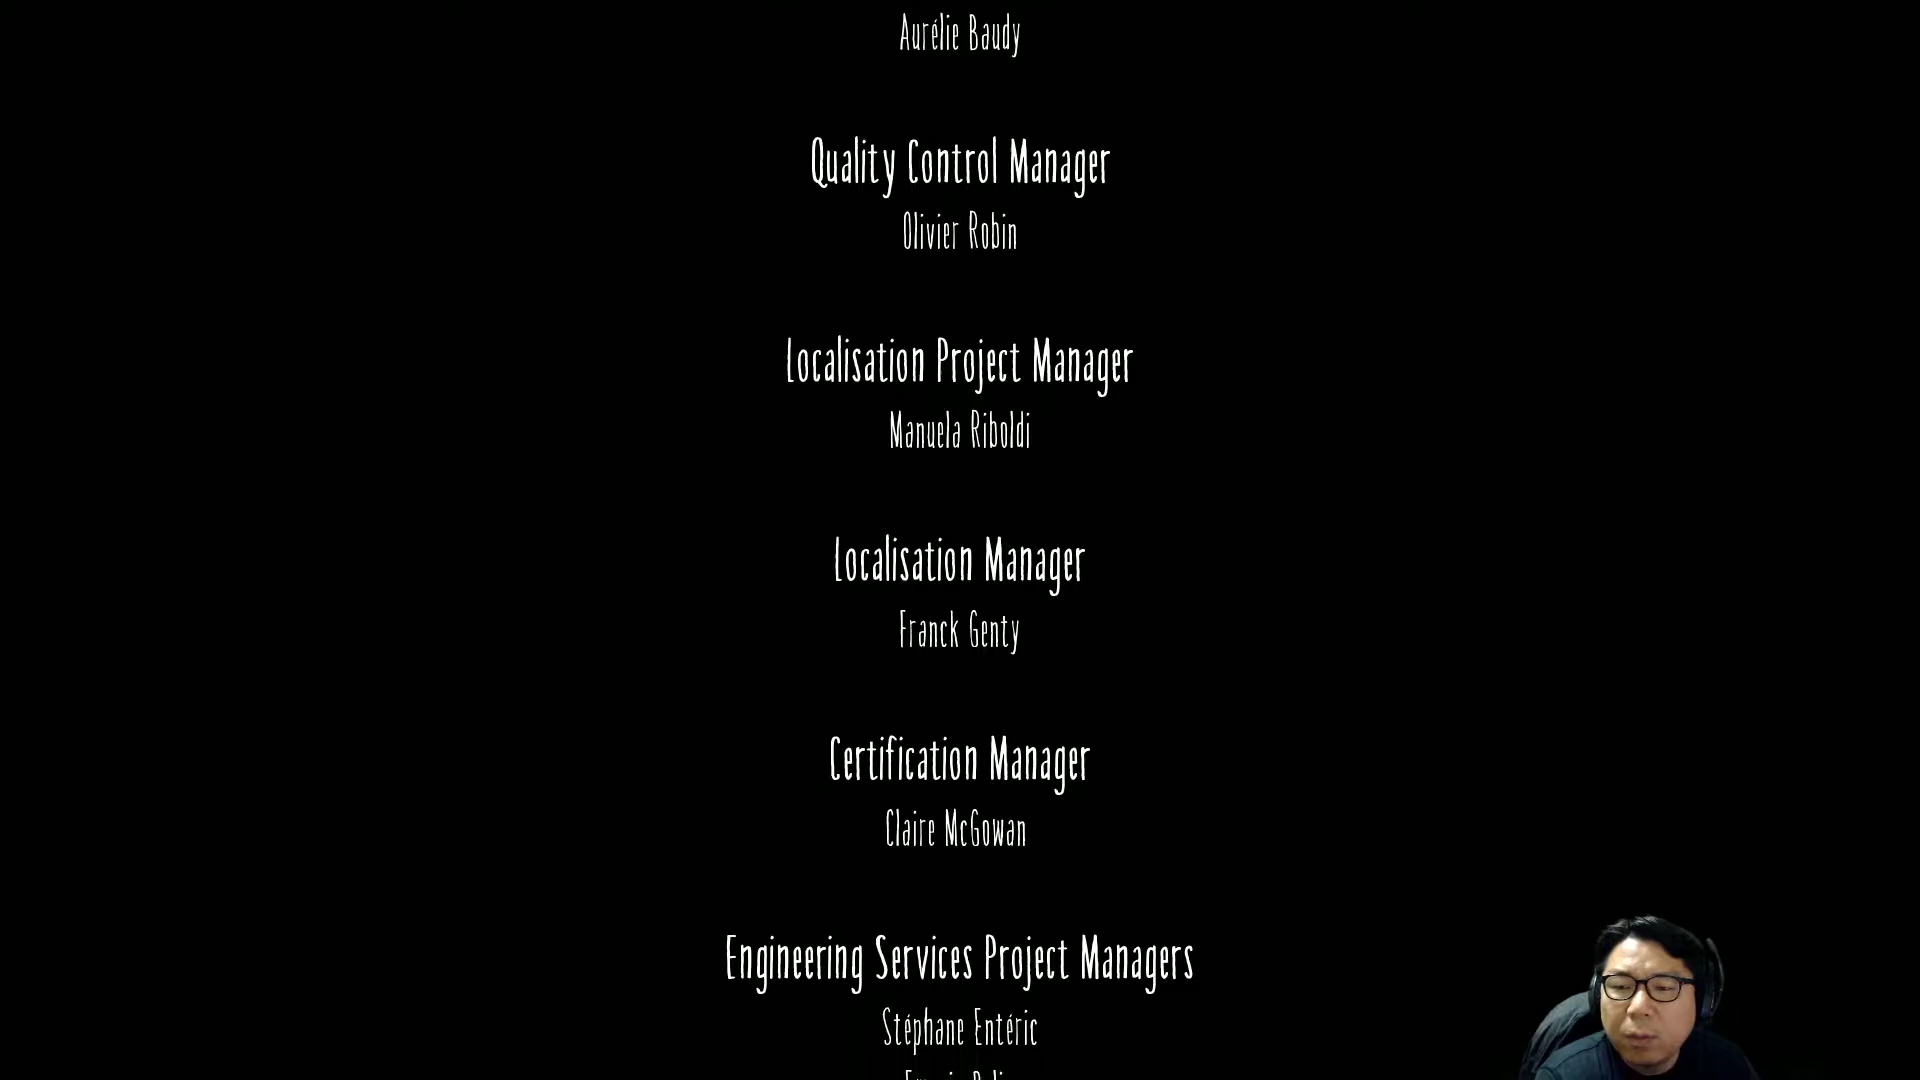 Aurélie Baudy
Quality Control Manager
Olivier Robin
Localisation Project Manager
Manuela Riboldi
Localisation Manager
Franck Genty
Certification Manager
Claire McGowan
Engineering Services Project Managers
Stéphane Entéric